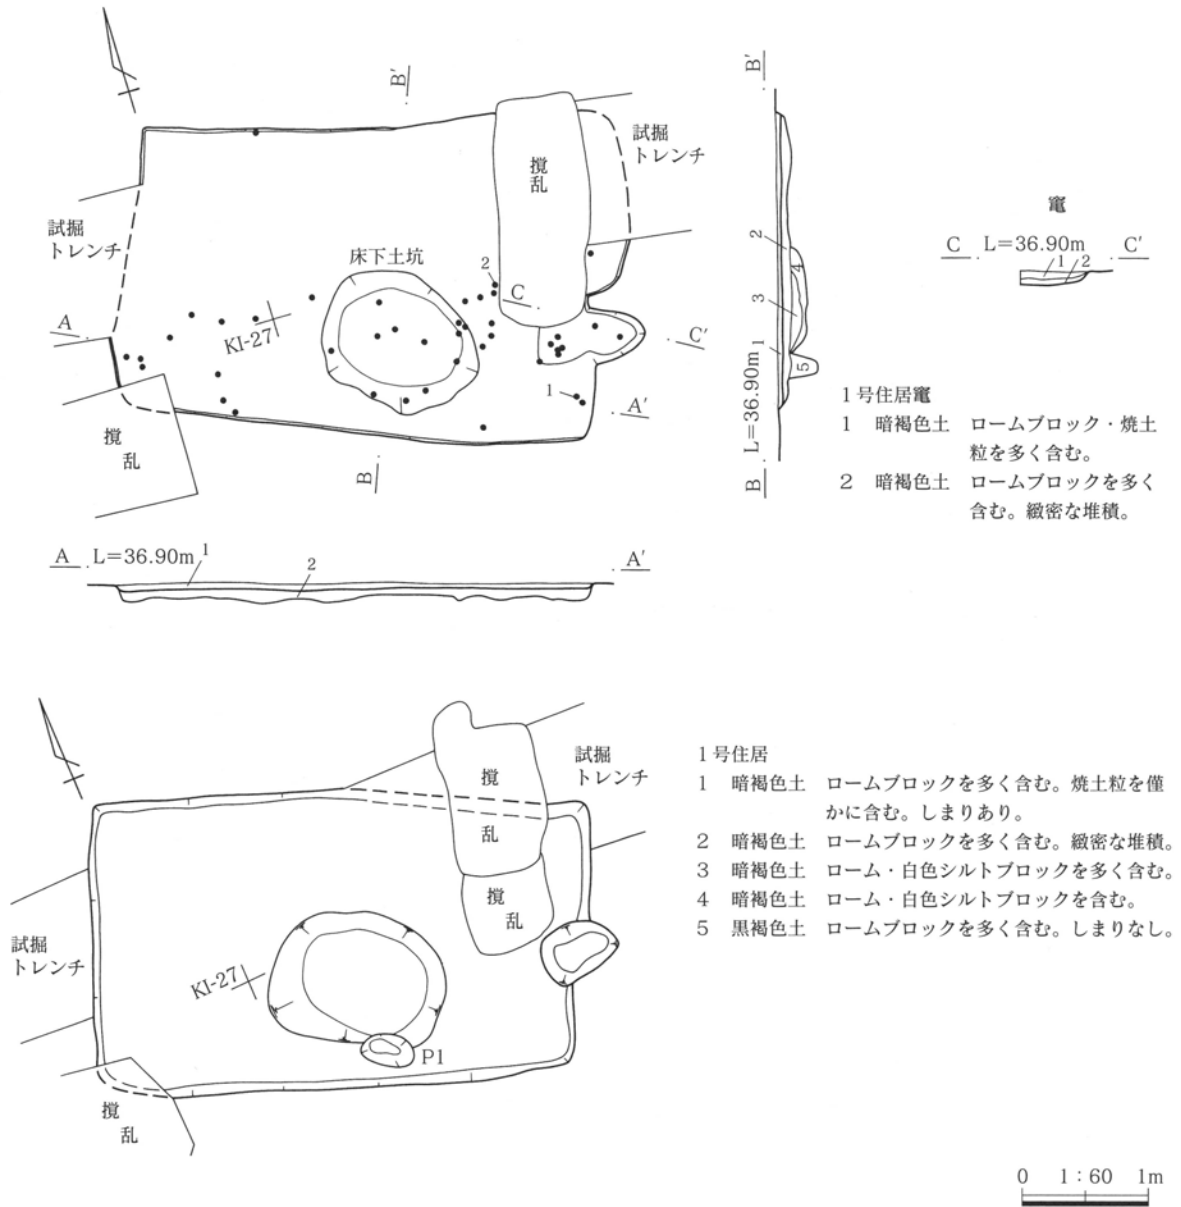 B′
試掘
トレンチ
撹
乱
試掘
トレンチ
床下土坑
2
C
A
KI-27
C′
1
A′
撹
乱
B
B′
2
4
3
1
5
L=36.90m
B
竈
C L=36.90m C′
1 2
1号住居竈
1 暗褐色土 ロームブロック・焼土
粒を多く含む。
2 暗褐色土 ロームブロックを多く
含む。緻密な堆積。
A L=36.90m 1
2
A′
撹
乱
撹
乱
試掘
トレンチ
試掘
トレンチ
KI-27
P1
撹
乱
1号住居
1 暗褐色土 ロームブロックを多く含む。焼土粒を僅
かに含む。しまりあり。
2 暗褐色土 ロームブロックを多く含む。緻密な堆積。
3 暗褐色土 ローム・白色シルトブロックを多く含む。
4 暗褐色土 ローム・白色シルトブロックを含む。
5 黒褐色土 ロームブロックを多く含む。しまりなし。
0 1:60 1m